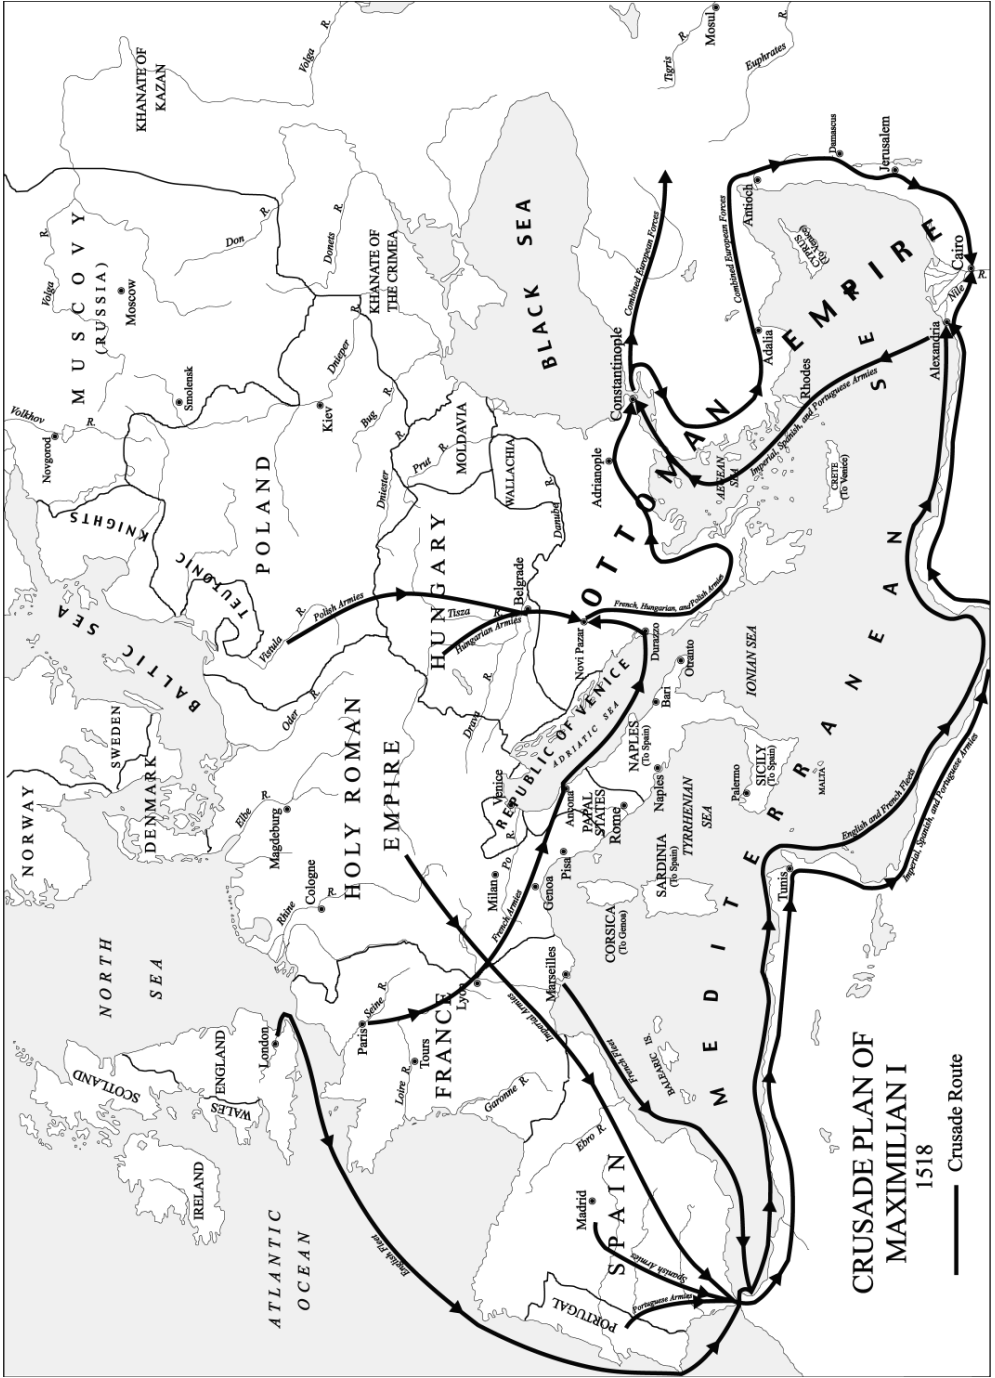 CRUSADE PLAN OF
MAXIMILIAN I
1518
Crusade Route
NORWAY
SWEDEN
DENMARK
NORTH
SEA
BALTIC SEA
SCOTLAND
ENGLAND
WALES
London
IRELAND
ATLANTIC
OCEAN
English Fleet
TEUTONIC
KNIGHTS
Novgorod
Volkhov R.
Volga R.
MUSCOVY
(RUSSIA)
Moscow
Smolensk
KHANATE OF
KAZAN
Volga R.
Don R.
Donets R.
KHANATE OF
THE CRIMEA
Dnieper R.
Kiev
Bug R.
Dniester R.
Prut R.
MOLDAVIA
WALLACHIA
Danube R.
POLAND
Vistula R.
Polish Armies
Oder R.
Elbe R.
Magdeburg
Cologne
Rhine R.
HOLY ROMAN
EMPIRE
HUNGARY
Tisza R.
Hungarian Armies
Belgrade
Drava R.
Novi Pazar
Durazzo
French, Hungarian, and Polish Armies
Paris
Seine R.
Tours
Loire R.
FRANCE
Lyon
Garonne R.
Marseilles
French Armies
Imperial Armies
French Fleet
BALEARIC IS.
Ebro R.
Madrid
SPAIN
Spanish Armies
PORTUGAL
Portuguese Armies
Milan
Po R.
Venice
REPUBLIC OF VENICE
ADRIATIC SEA
Genoa
Pisa
Ancona
PAPAL
STATES
Rome
CORSICA
(To Genoa)
SARDINIA
(To Spain)
NAPLES
(To Spain)
Naples
Bari
Otranto
TYRRHENIAN
SEA
IONIAN SEA
Palermo
SICILY
(To Spain)
MALTA
Tunis
English and French Fleets
Imperial, Spanish, and Portuguese Armies
MEDITERRANEAN
SEA
OTTOMAN
EMPIRE
BLACK SEA
Constantinople
Adrianople
Combined European Forces
Combined European Forces
AEGEAN
SEA
Imperial, Spanish, and Portuguese Armies
CRETE
(To Venice)
Rhodes
Adalia
CYPRUS
(To Venice)
Antioch
Damascus
Jerusalem
Cairo
Alexandria
Nile R.
Tigris R.
Mosul
Euphrates R.